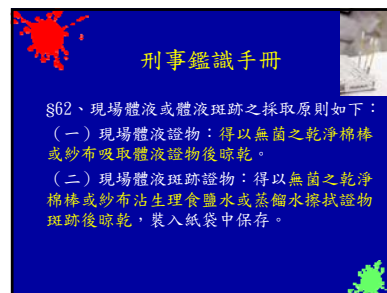 刑事鑑識手冊
§62、現場體液或體液斑跡之採取原則如下：
（一）現場體液證物：得以無菌之乾淨棉棒
或紗布吸取體液證物後晾乾。
（二）現場體液斑跡證物：得以無菌之乾淨
棉棒或紗布沾生理食鹽水或蒸餾水擦拭證物
斑跡後晾乾，裝入紙袋中保存。